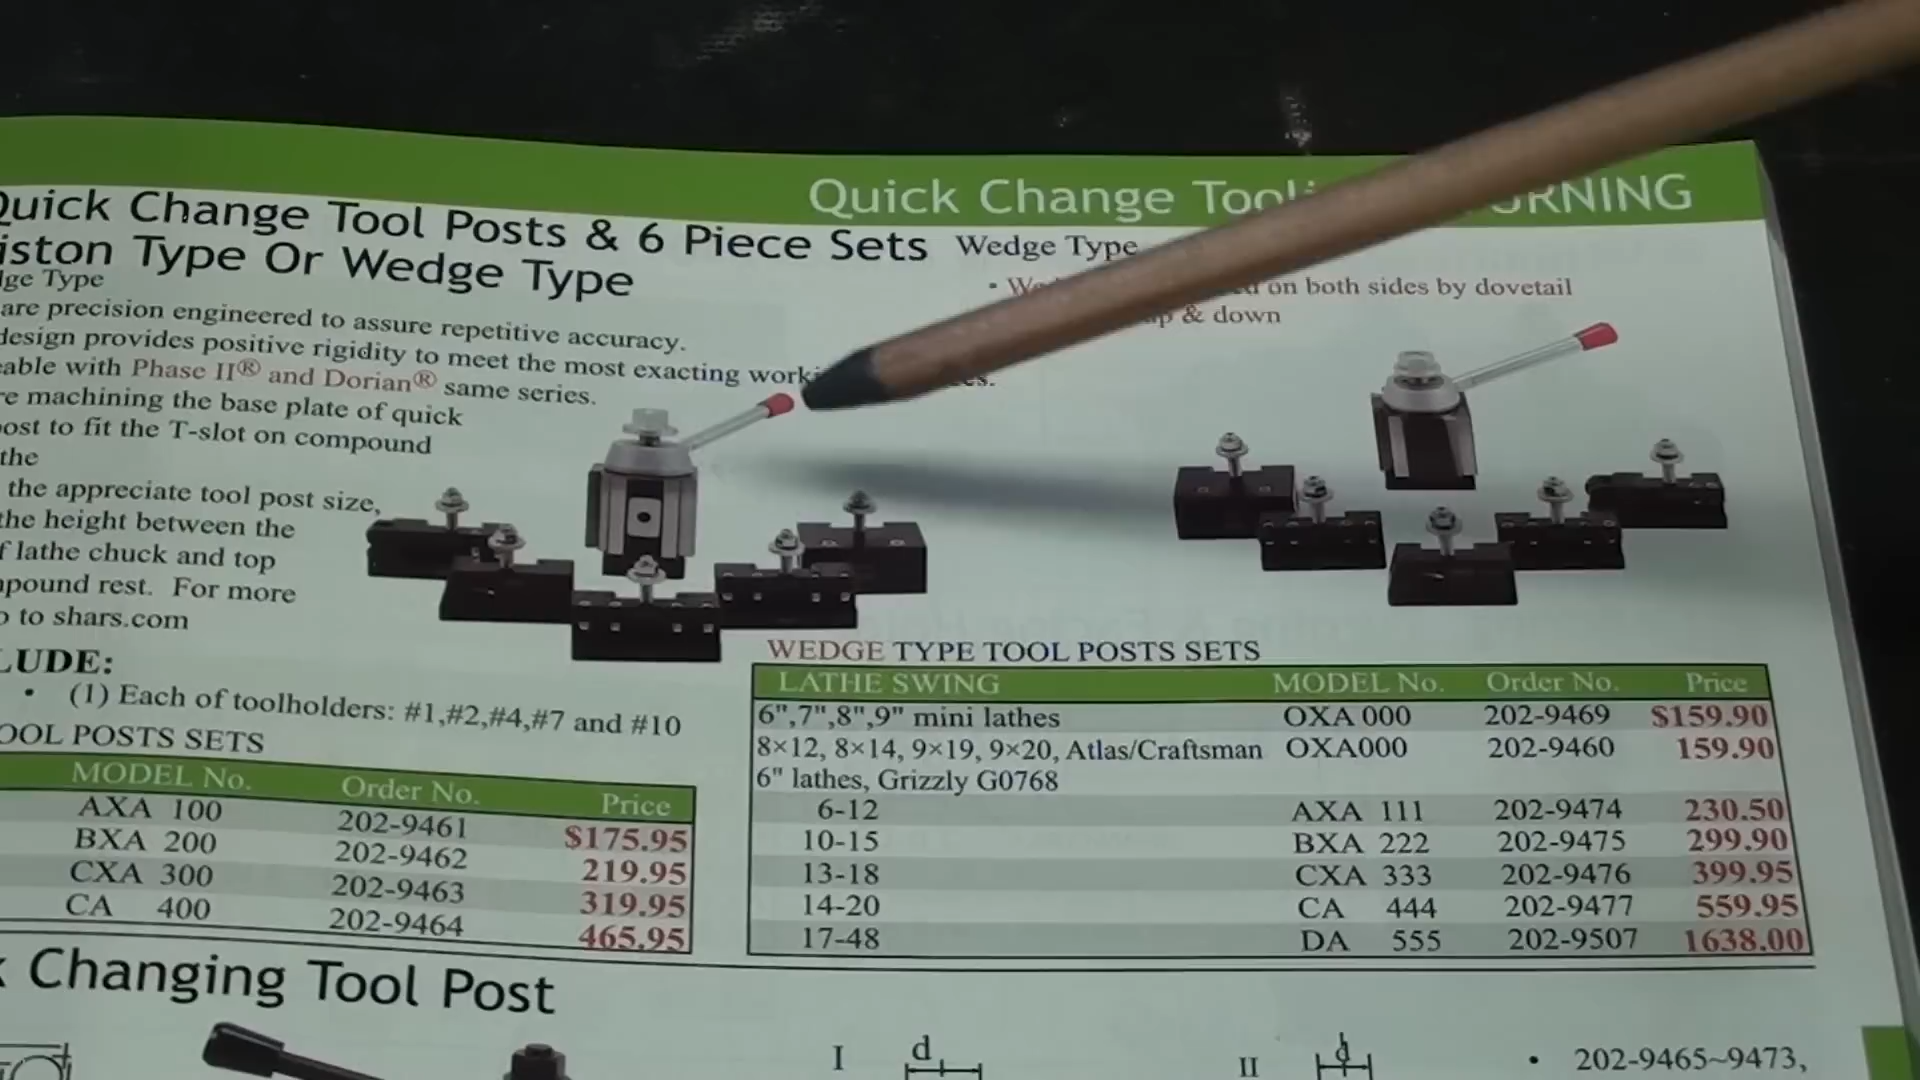 Quick Change Tooli URNING
Quick Change Tool Posts & 6 Piece Sets
iston Type Or Wedge Type
ge Type
are precision engineered to assure repetitive accuracy.
design provides positive rigidity to meet the most exacting
able with Phase II® and Dorian® same series.
e machining the base plate of quick
ost to fit the T-slot on compound
the
the appreciate tool post size,
the height between the
f lathe chuck and top
pound rest. For more
o to shars.com
LUDE:
• (1) Each of toolholders: #1,#2,#4,#7 and #10
OOL POSTS SETS
MODEL No. Order No. Price
AXA 100 202-9461 $175.95
BXA 200 202-9462 219.95
CXA 300 202-9463 319.95
CA 400 202-9464 465.95
Wedge Type
• on both sides by dovetail
up & down
WEDGE TYPE TOOL POSTS SETS
LATHE SWING MODEL No. Order No. Price
6",7",8",9" mini lathes OXA 000 202-9469 $159.90
8×12, 8×14, 9×19, 9×20, Atlas/Craftsman OXA000 202-9460 159.90
6" lathes, Grizzly G0768
6-12 AXA 111 202-9474 230.50
10-15 BXA 222 202-9475 299.90
13-18 CXA 333 202-9476 399.95
14-20 CA 444 202-9477 559.95
17-48 DA 555 202-9507 1638.00
k Changing Tool Post
I d II d • 202-9465~9473,